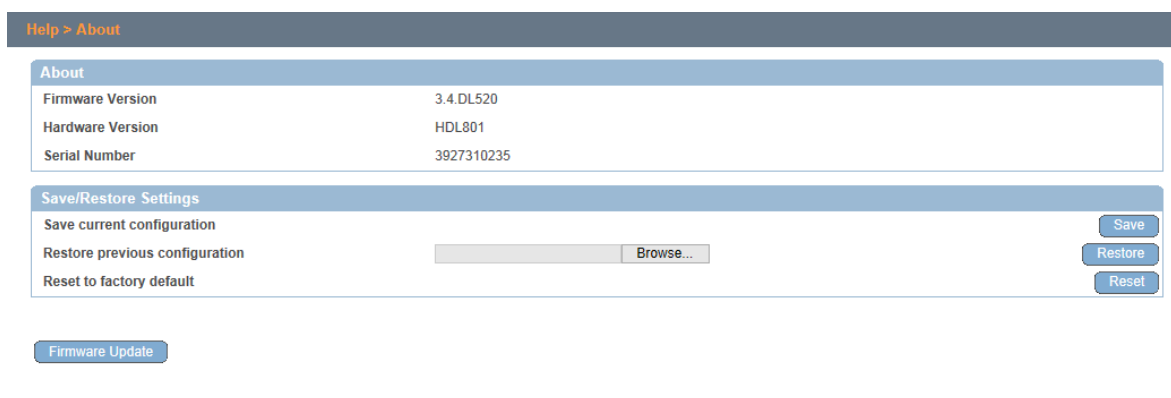 Help > About
About
Firmware Version 3.4.DL520
Hardware Version HDL801
Serial Number 3927310235
Save/Restore Settings
Save current configuration Save
Restore previous configuration Browse... Restore
Reset to factory default Reset
Firmware Update